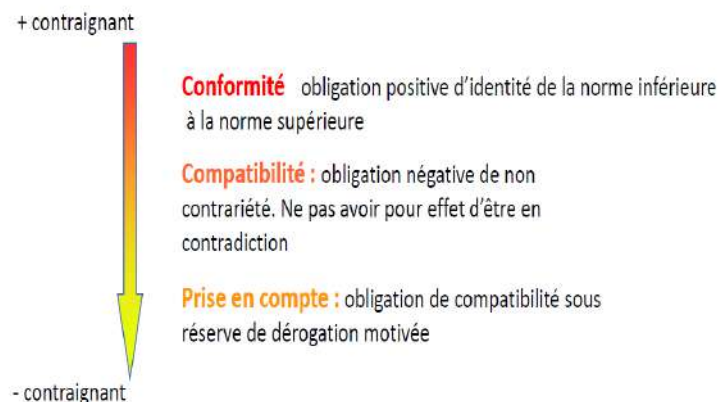 + contraignant
Conformité obligation positive d'identité de la norme inférieure
à la norme supérieure
Compatibilité : obligation négative de non
contrariété. Ne pas avoir pour effet d'être en
contradiction
Prise en compte : obligation de compatibilité sous
réserve de dérogation motivée
- contraignant